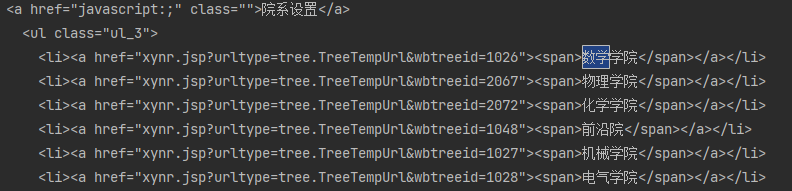 <a href="javascript:;" class="">院系设置</a>
<ul class="ul_3">
<li><a href="xynr.jsp?urltype=tree.TreeTempUrl&wbtreeid=1026"><span>数学学院</span></a></li>
<li><a href="xynr.jsp?urltype=tree.TreeTempUrl&wbtreeid=2067"><span>物理学院</span></a></li>
<li><a href="xynr.jsp?urltype=tree.TreeTempUrl&wbtreeid=2072"><span>化学学院</span></a></li>
<li><a href="xynr.jsp?urltype=tree.TreeTempUrl&wbtreeid=1048"><span>前沿院</span></a></li>
<li><a href="xynr.jsp?urltype=tree.TreeTempUrl&wbtreeid=1027"><span>机械学院</span></a></li>
<li><a href="xynr.jsp?urltype=tree.TreeTempUrl&wbtreeid=1028"><span>电气学院</span></a></li>